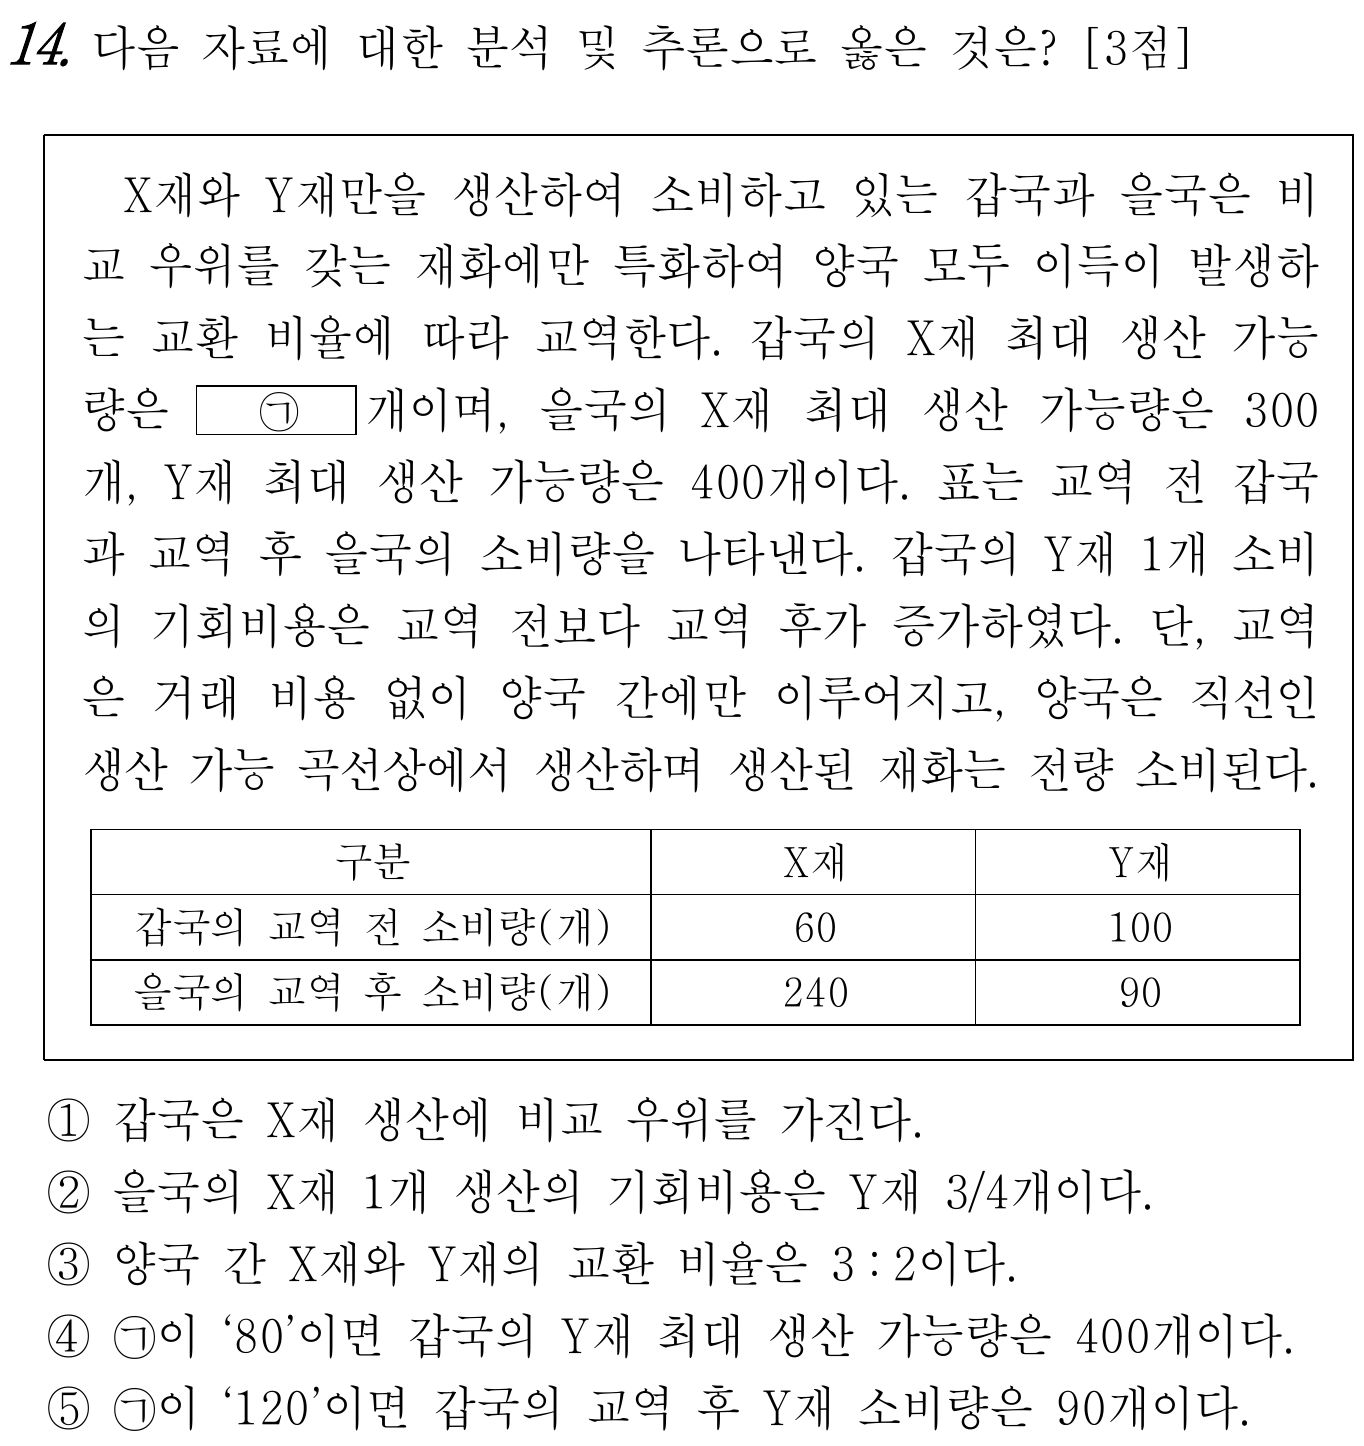 14. 다음 자료에 대한 분석 및 추론으로 옳은 것은? [3점]
X재와 Y재만을 생산하여 소비하고 있는 갑국과 을국은 비
교 우위를 갖는 재화에만 특화하여 양국 모두 이득이 발생하
는 교환 비율에 따라 교역한다. 갑국의 X재 최대 생산 가능
량은 ㉠ 개이며, 을국의 X재 최대 생산 가능량은 300
개, Y재 최대 생산 가능량은 400개이다. 표는 교역 전 갑국
과 교역 후 을국의 소비량을 나타낸다. 갑국의 Y재 1개 소비
의 기회비용은 교역 전보다 교역 후가 증가하였다. 단, 교역
은 거래 비용 없이 양국 간에만 이루어지고, 양국은 직선인
생산 가능 곡선상에서 생산하며 생산된 재화는 전량 소비된다.
구분 X재 Y재
갑국의 교역 전 소비량(개) 60 100
을국의 교역 후 소비량(개) 240 90
① 갑국은 X재 생산에 비교 우위를 가진다.
② 을국의 X재 1개 생산의 기회비용은 Y재 3/4개이다.
③ 양국 간 X재와 Y재의 교환 비율은 3:2이다.
④ ㉠이 ‘80’이면 갑국의 Y재 최대 생산 가능량은 400개이다.
⑤ ㉠이 ‘120’이면 갑국의 교역 후 Y재 소비량은 90개이다.